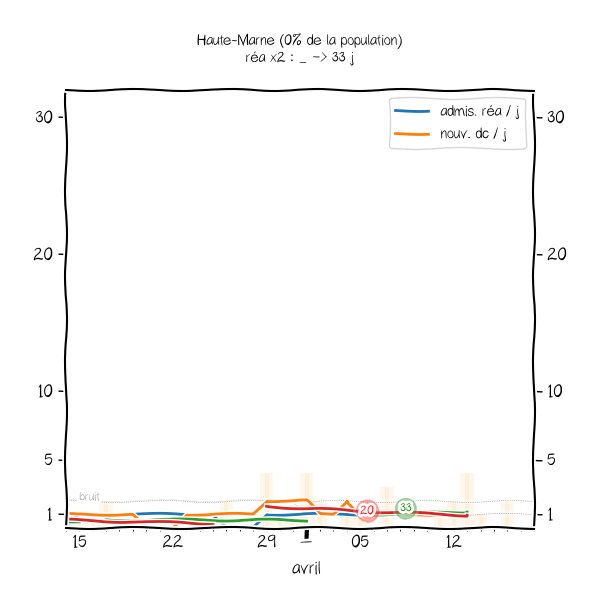 Haute-Marne (0% de la population)
réa x2 : _ -> 33 j
admis. réa / j
nouv. dc / j
30
30
20
20
10
10
5
5
_ bruit
20
33
1
1
15
22
29
05
12
avril